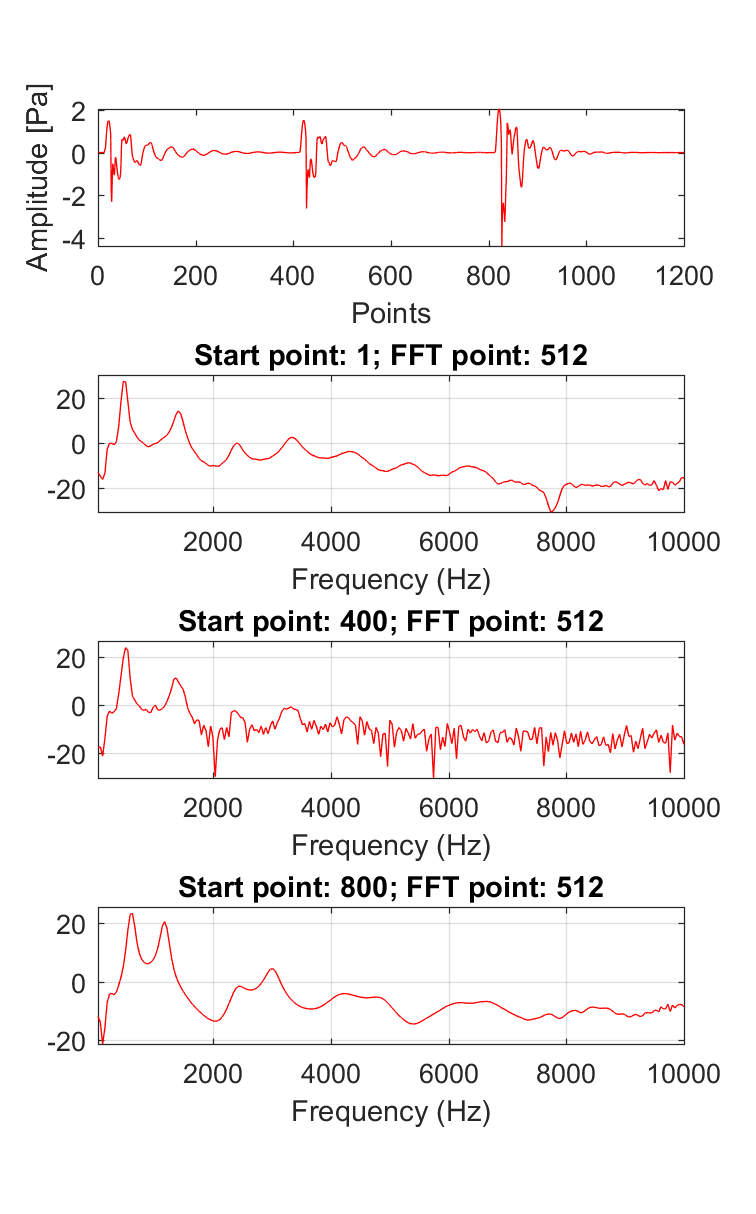 Amplitude [Pa]
2
0
-2
-4
0 200 400 600 800 1000 1200
Points
Start point: 1; FFT point: 512
20
0
-20
2000 4000 6000 8000 10000
Frequency (Hz)
Start point: 400; FFT point: 512
20
0
-20
2000 4000 6000 8000 10000
Frequency (Hz)
Start point: 800; FFT point: 512
20
0
-20
2000 4000 6000 8000 10000
Frequency (Hz)